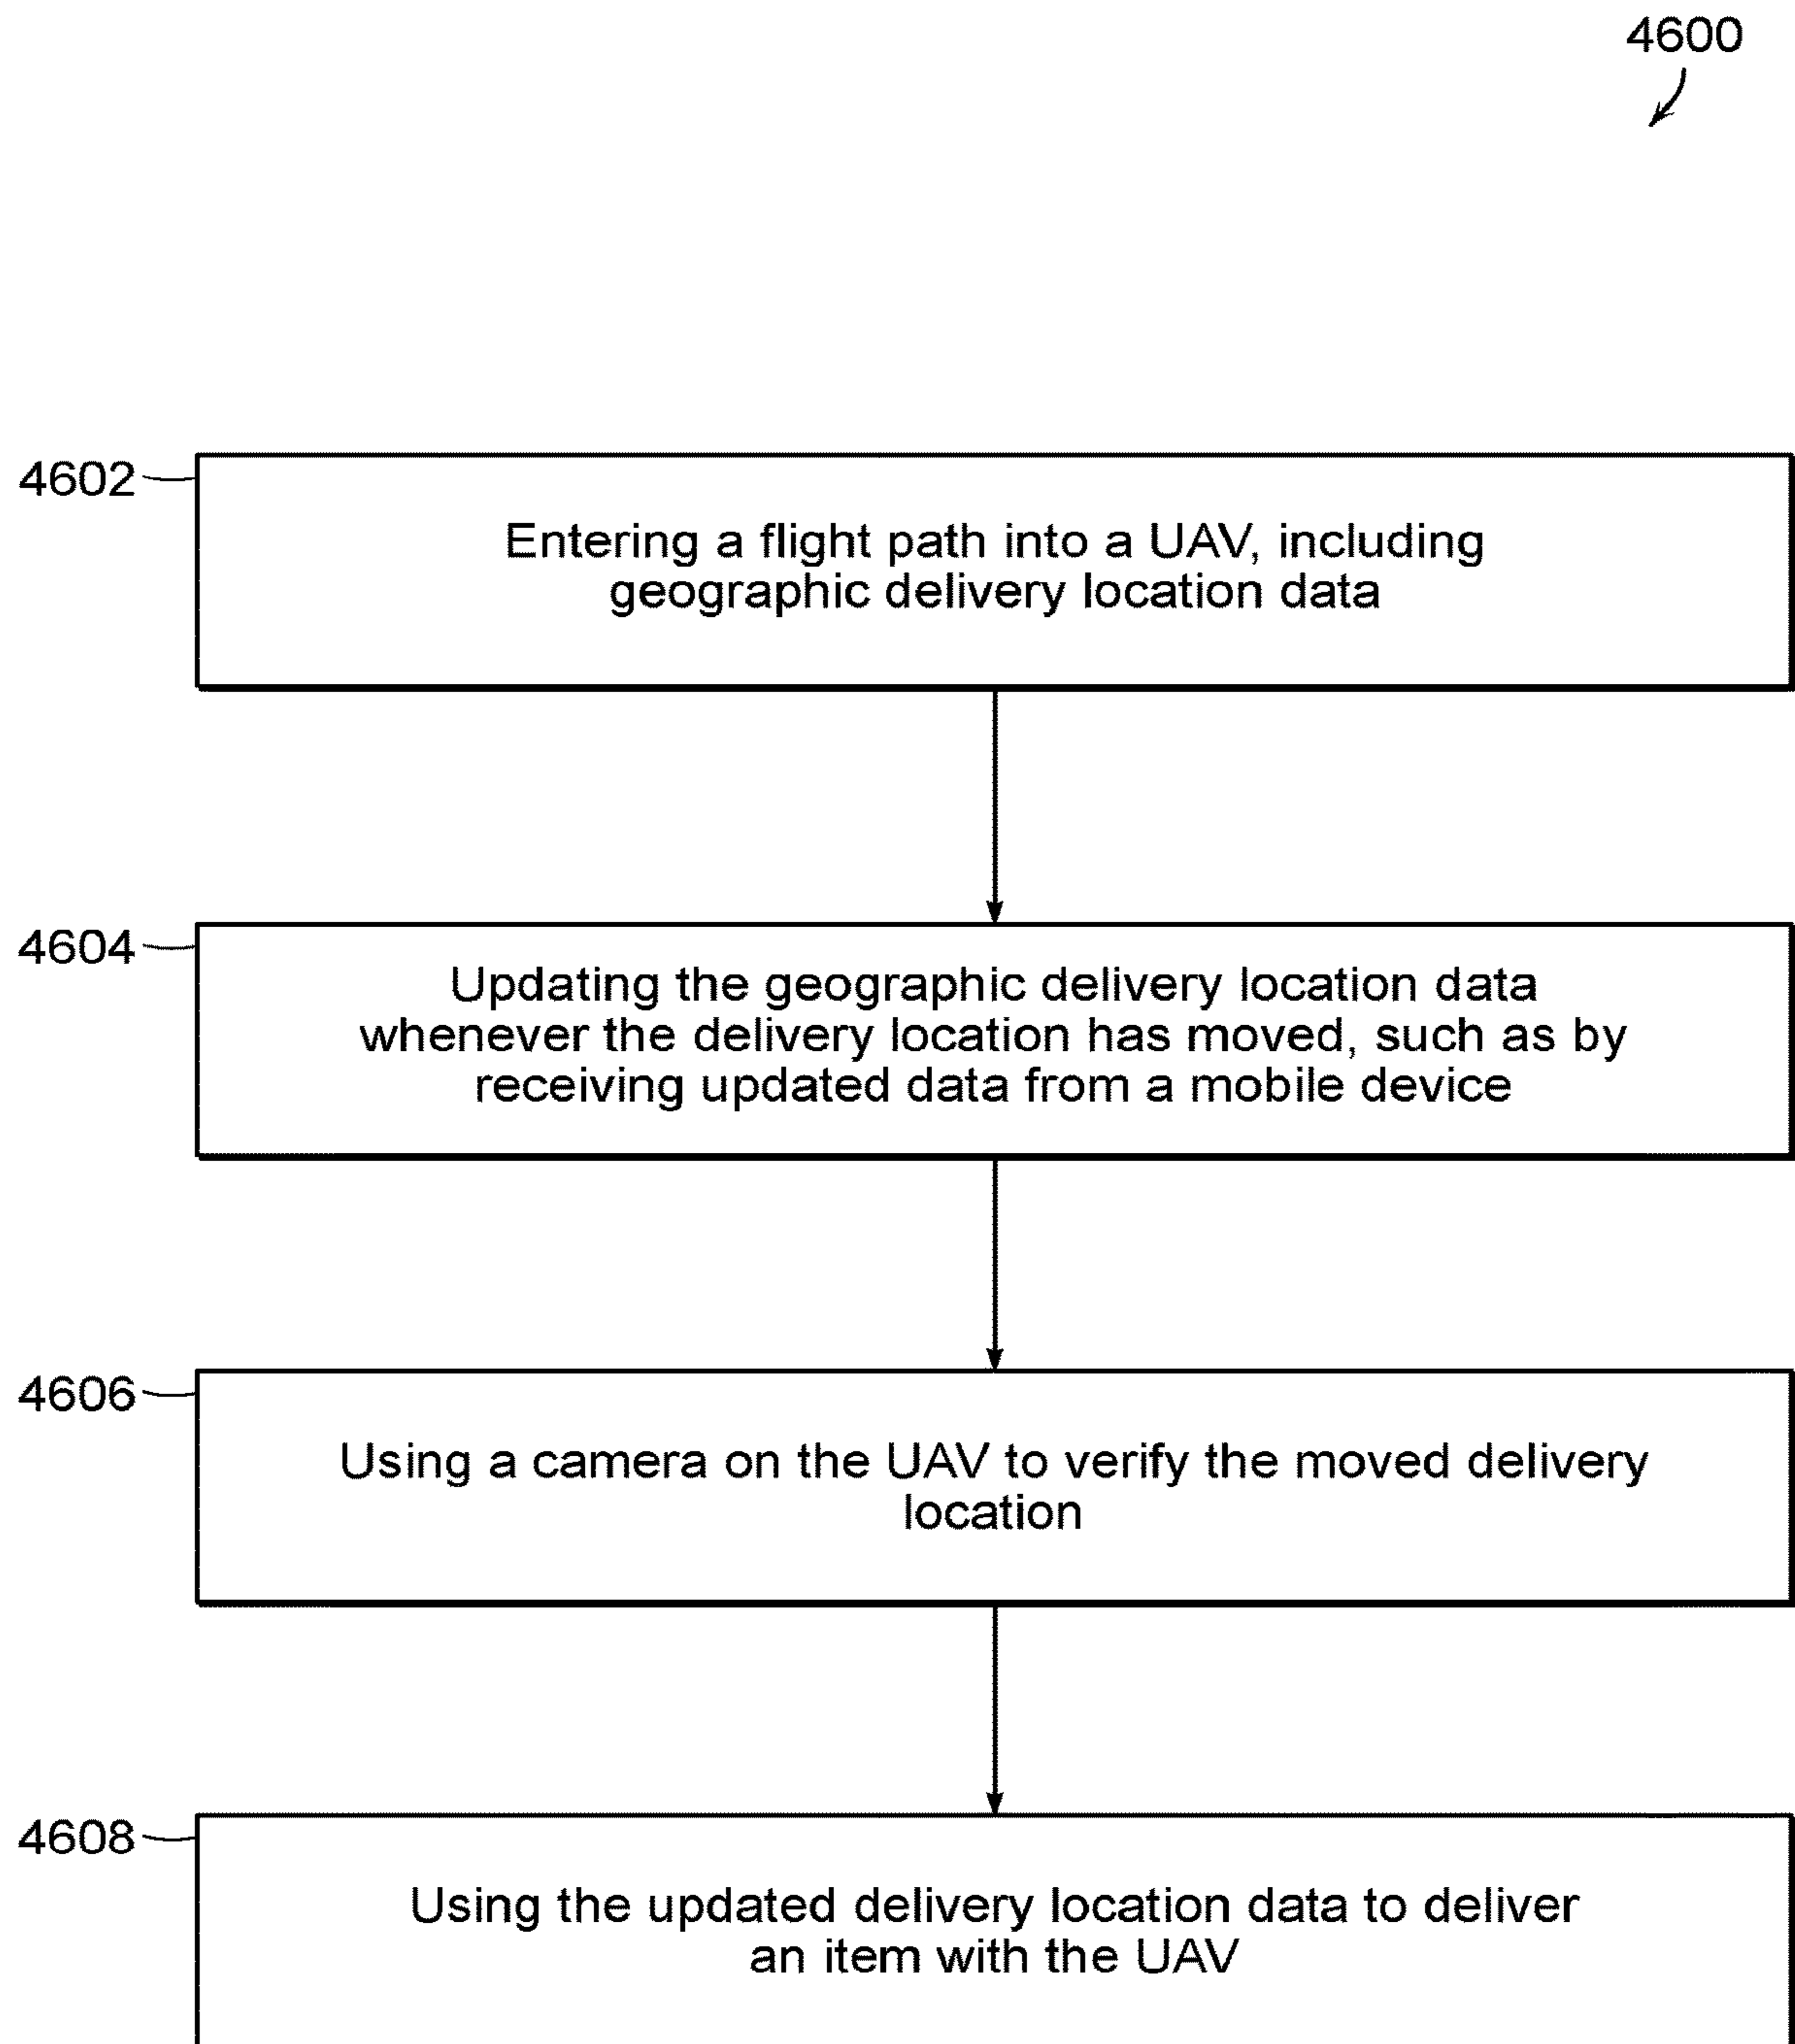 4600
4602
Entering a flight path into a UAV, including
geographic delivery location data
4604
Updating the geographic delivery location data
whenever the delivery location has moved, such as by
receiving updated data from a mobile device
4606
Using a camera on the UAV to verify the moved delivery
location
4608
Using the updated delivery location data to deliver
an item with the UAV